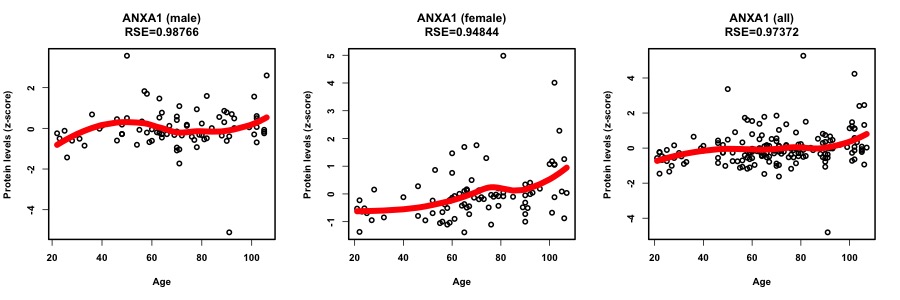 ANXA1 (male)
RSE=0.98766
Protein levels (z-score)
2
0
-2
-4
20 40 60 80 100
Age
ANXA1 (female)
RSE=0.94844
Protein levels (z-score)
5
4
3
2
1
0
-1
20 40 60 80 100
Age
ANXA1 (all)
RSE=0.97372
Protein levels (z-score)
4
2
0
-2
-4
20 40 60 80 100
Age